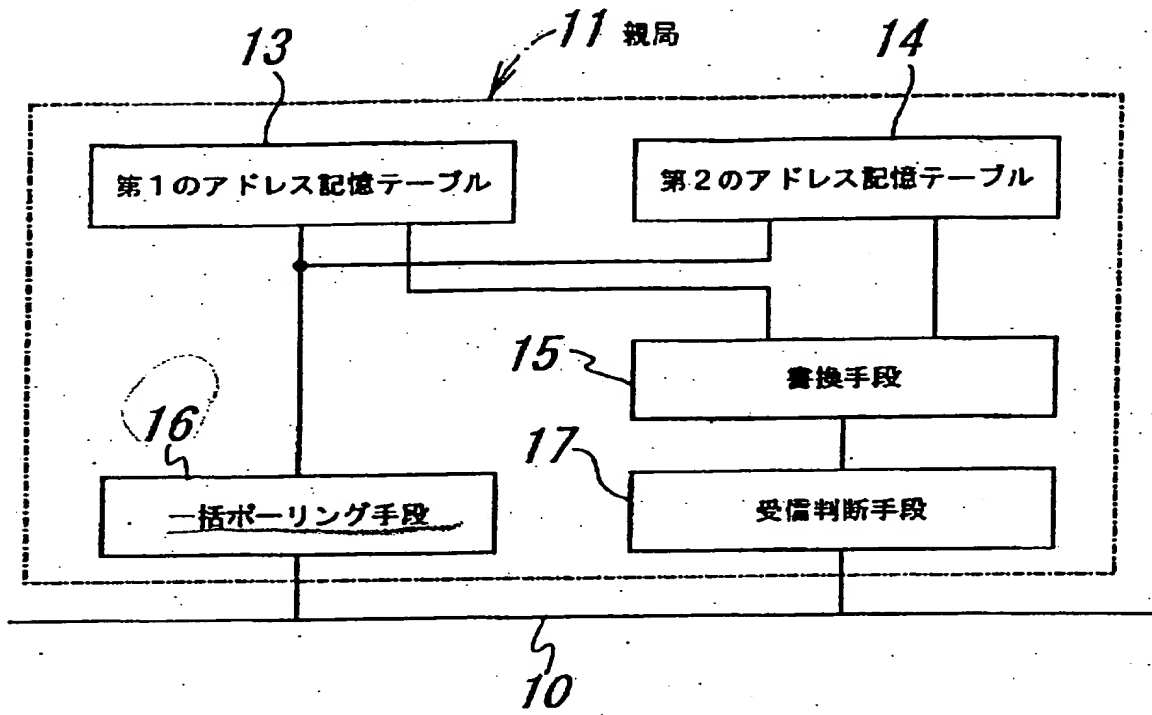 11 親局
13
14
第1のアドレス記憶テーブル
第2のアドレス記憶テーブル
15
書換手段
16
17
一括ポーリング手段
受信判断手段
10